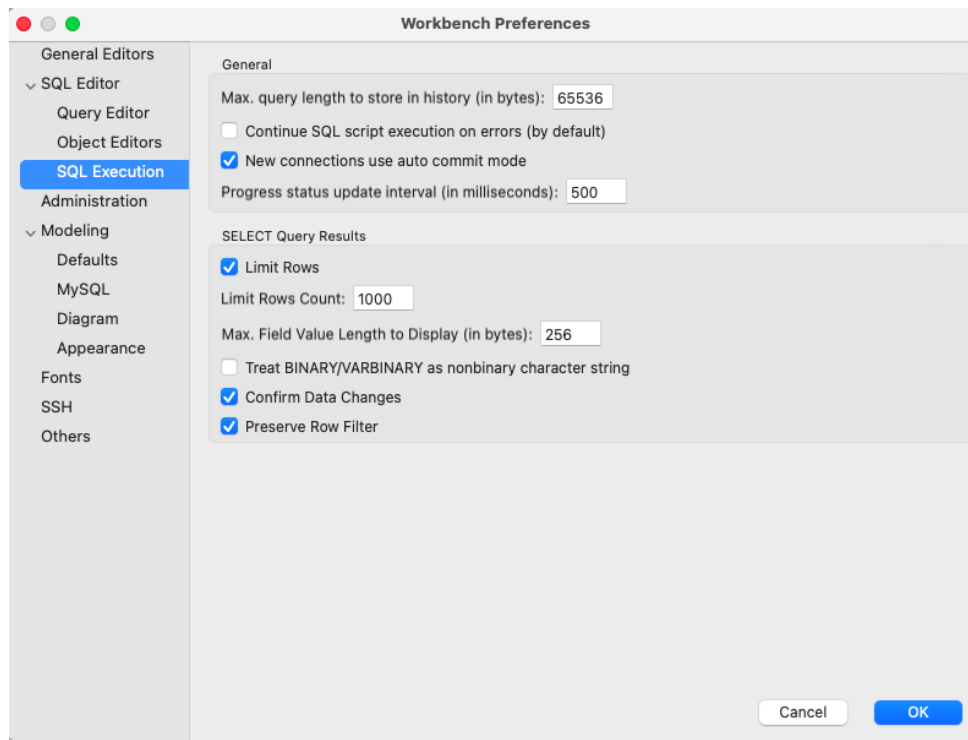 Workbench Preferences
General Editors
SQL Editor
Query Editor
Object Editors
SQL Execution
Administration
Modeling
Defaults
MySQL
Diagram
Appearance
Fonts
SSH
Others
General
Max. query length to store in history (in bytes): 65536
Continue SQL script execution on errors (by default)
New connections use auto commit mode
Progress status update interval (in milliseconds): 500
SELECT Query Results
Limit Rows
Limit Rows Count: 1000
Max. Field Value Length to Display (in bytes): 256
Treat BINARY/VARBINARY as nonbinary character string
Confirm Data Changes
Preserve Row Filter
Cancel OK